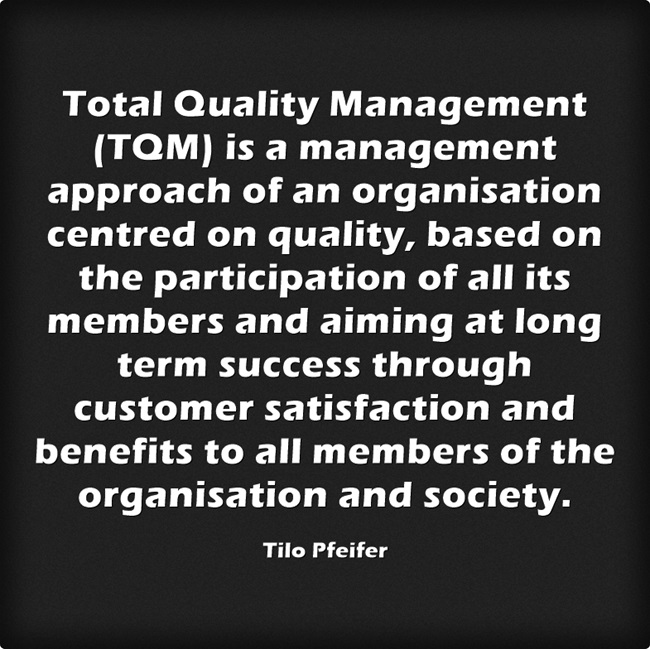 Total Quality Management
(TQM) is a management
approach of an organisation
centred on quality, based on
the participation of all its
members and aiming at long
term success through
customer satisfaction and
benefits to all members of the
organisation and society.
Tilo Pfeifer